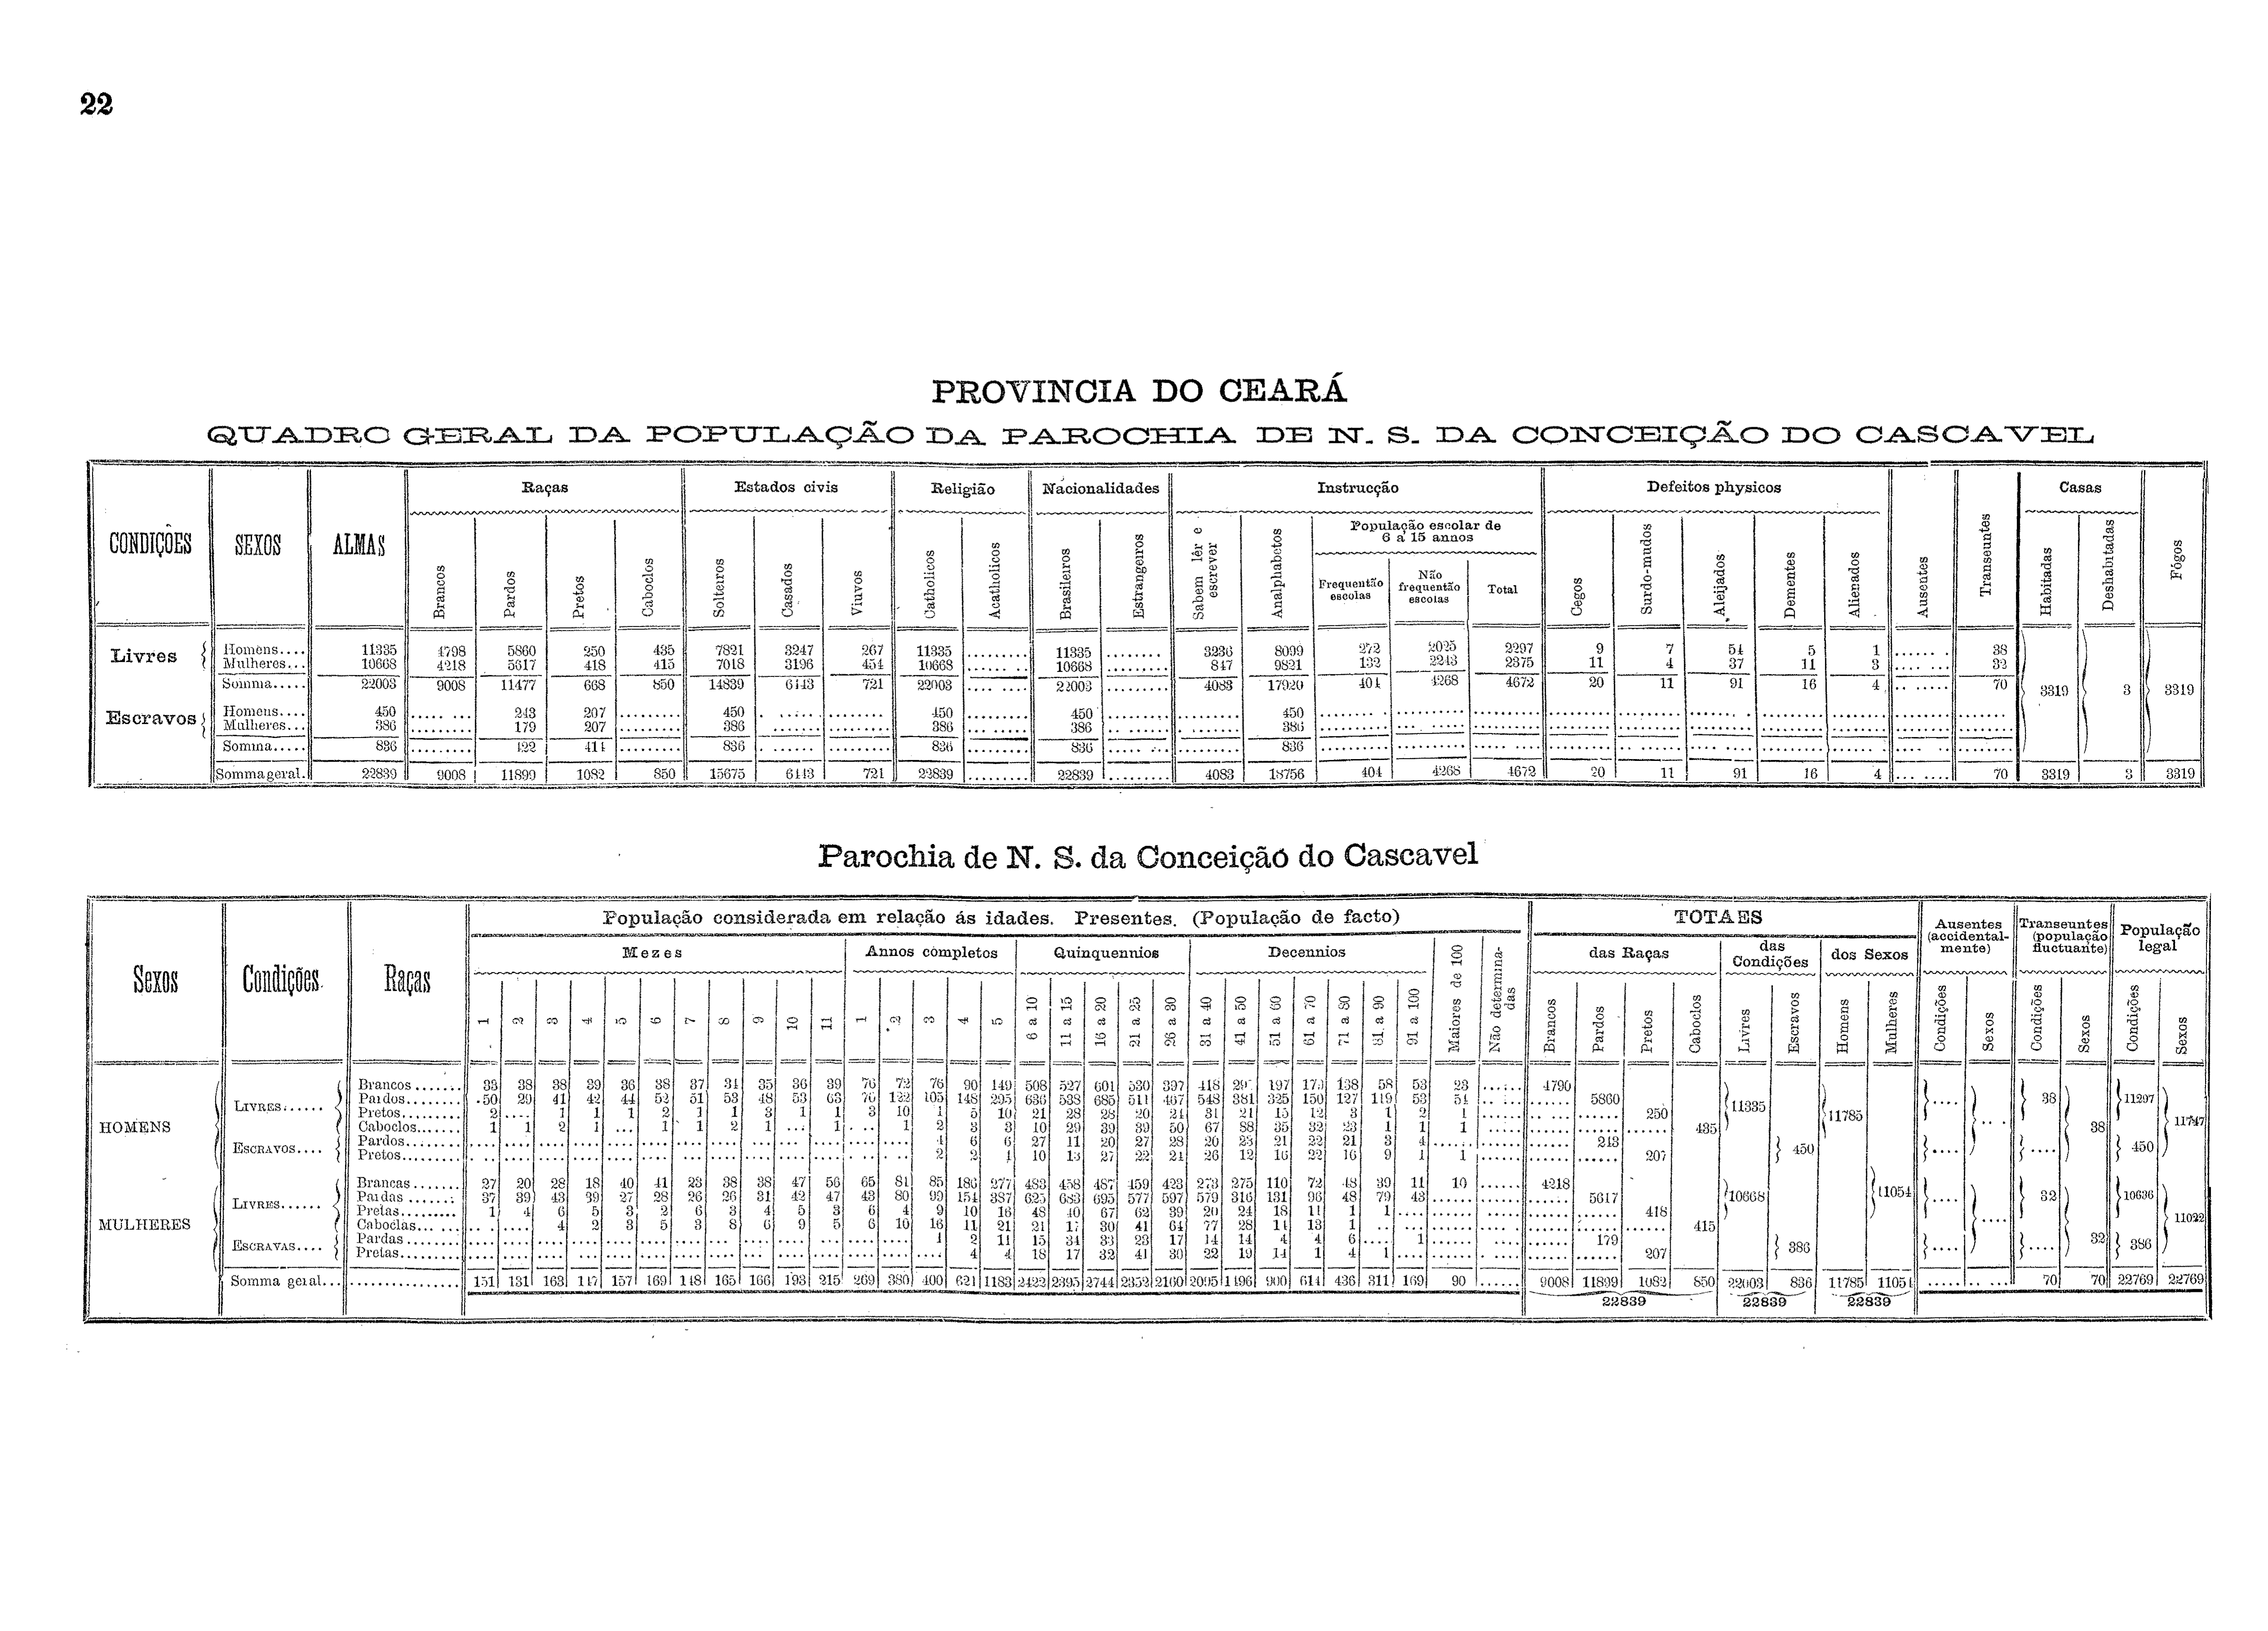 22
PROVINCIA DO CEARÁ
QUADRO GERAL DA POPULAÇÃO DA PAROCHIA DE N. S. DA CONCEIÇÃO DO CASCAVEL
CONDIÇÕES SEXOS ALMAS Raças Estados civis Religião Nacionalidades Instrucção Defeitos physicos Ausentes Transeuntes Casas Fógos
População escolar de 6 a 15 annos
Brancos Pardos Pretos Caboclos Solteiros Casados Viuvos Catholicos Acatholicos Brasileiros Estrangeiros Sabem lêr e escrever Analphabetos Frequentão escolas Não frequentão escolas Total Cegos Surdo-mudos Aleijados Dementes Alienados Habitadas Deshabitadas
Livres Homens.... 11335 4798 5860 250 435 7821 3247 267 11335 ......... 11335 ........ 3236 8099 272 2025 2297 9 7 54 5 1 ....... 38
Mulheres... 10668 4218 5617 418 415 7018 3196 454 10668 ........ 10668 ......... 847 9821 132 2243 2375 11 4 37 11 3 ....... 32
Somma..... 22003 9008 11477 668 850 14839 6443 721 22003 ........ 22003 ......... 4083 17920 404 4268 4672 20 11 91 16 4 ....... 70 3319 3 3319
Escravos Homens.... 450 ........ 243 207 ......... 450 ........ ........ 450 ......... 450 ......... ......... 450
Mulheres... 386 ......... 179 207 ......... 386 ........ ........ 386 ........ 386 ........ ........ 386
Somma..... 836 ......... 422 414 ......... 836 ........ ........ 836 ........ 836 ........ ........ 836
Somma geral. 22839 9008 11899 1082 850 15675 6443 721 22839 ......... 22839 ......... 4083 18756 404 4268 4672 20 11 91 16 4 ....... 70 3319 3 3319
Parochia de N. S. da Conceição do Cascavel
Sexos Condições Raças População considerada em relação ás idades. Presentes. (População de facto) TOTAES Ausentes (accidentalmente) Transeuntes (população fluctuante) População legal
Mezes Annos completos Quinquennios Decennios Maiores de 100 Não determinadas das Raças das Condições dos Sexos
1 2 3 4 5 6 7 8 9 10 11 1 2 3 4 5 6 a 10 11 a 15 16 a 20 21 a 25 26 a 30 31 a 40 41 a 50 51 a 60 61 a 70 71 a 80 81 a 90 91 a 100 Brancos Pardos Pretos Caboclos Livres Escravos Homens Mulheres Condições Sexos Condições Sexos Condições Sexos
HOMENS LIVRES...... Brancos ....... 33 38 38 39 36 38 37 31 35 36 39 76 72 76 90 149 508 527 601 530 397 418 197 138 58 53 23 ...... 4790
Pardos........ 50 29 41 42 44 52 51 53 48 53 63 76 122 105 148 295 636 538 685 511 467 548 381 325 150 127 119 53 51 ...... 5860
Pretos........ 2 .... 1 1 1 2 1 1 3 1 1 3 10 1 5 10 21 28 28 20 24 31 21 15 12 3 1 2 1 ...... 250
Caboclos....... 1 1 2 1 ... 1 1 2 1 ... 1 ... 1 2 3 3 10 29 39 39 50 67 88 35 32 23 1 1 1 ...... 435 11335 11785 38 38 11297 11747
ESCRAVOS.... Pardos........ 4 6 6 27 11 20 27 28 20 23 21 22 21 3 4 ...... 243
Pretos......... 2 2 1 10 13 27 22 21 26 12 16 22 16 9 1 1 ...... 207 450 450
MULHERES LIVRES...... Brancas ....... 27 20 28 18 40 41 23 38 38 47 56 65 81 85 186 277 483 458 487 459 423 273 275 110 72 48 39 11 10 ...... 4218
Pardas ....... 37 39 43 39 27 28 26 26 31 42 47 43 80 99 154 387 625 683 695 577 597 579 316 131 96 48 79 43 ...... 5617
Pretas......... 1 4 6 5 3 2 6 3 4 5 3 6 4 9 10 16 48 40 67 62 39 20 24 18 11 1 1 .... 418
Caboclas...... .... 4 2 3 5 3 8 6 9 5 6 10 16 11 21 21 17 30 41 64 77 28 11 13 1 ... 415 10668 11054 32 32 10636 11022
ESCRAVAS.... Pardas ........ 1 2 11 15 34 33 23 17 14 14 4 4 6 .... 1 ...... 179
Pretas......... 4 4 18 17 32 41 30 22 19 14 1 4 1 .... 207 386 386
Somma geral... ................ 151 131 163 147 157 169 148 165 166 193 215 269 380 400 621 1183 2422 2395 2744 2352 2160 2095 1496 900 614 436 311 169 90 ...... 9008 11899 1082 850 22003 836 11785 11054 ..... ..... 70 70 22769 22769
22839 22839 22839